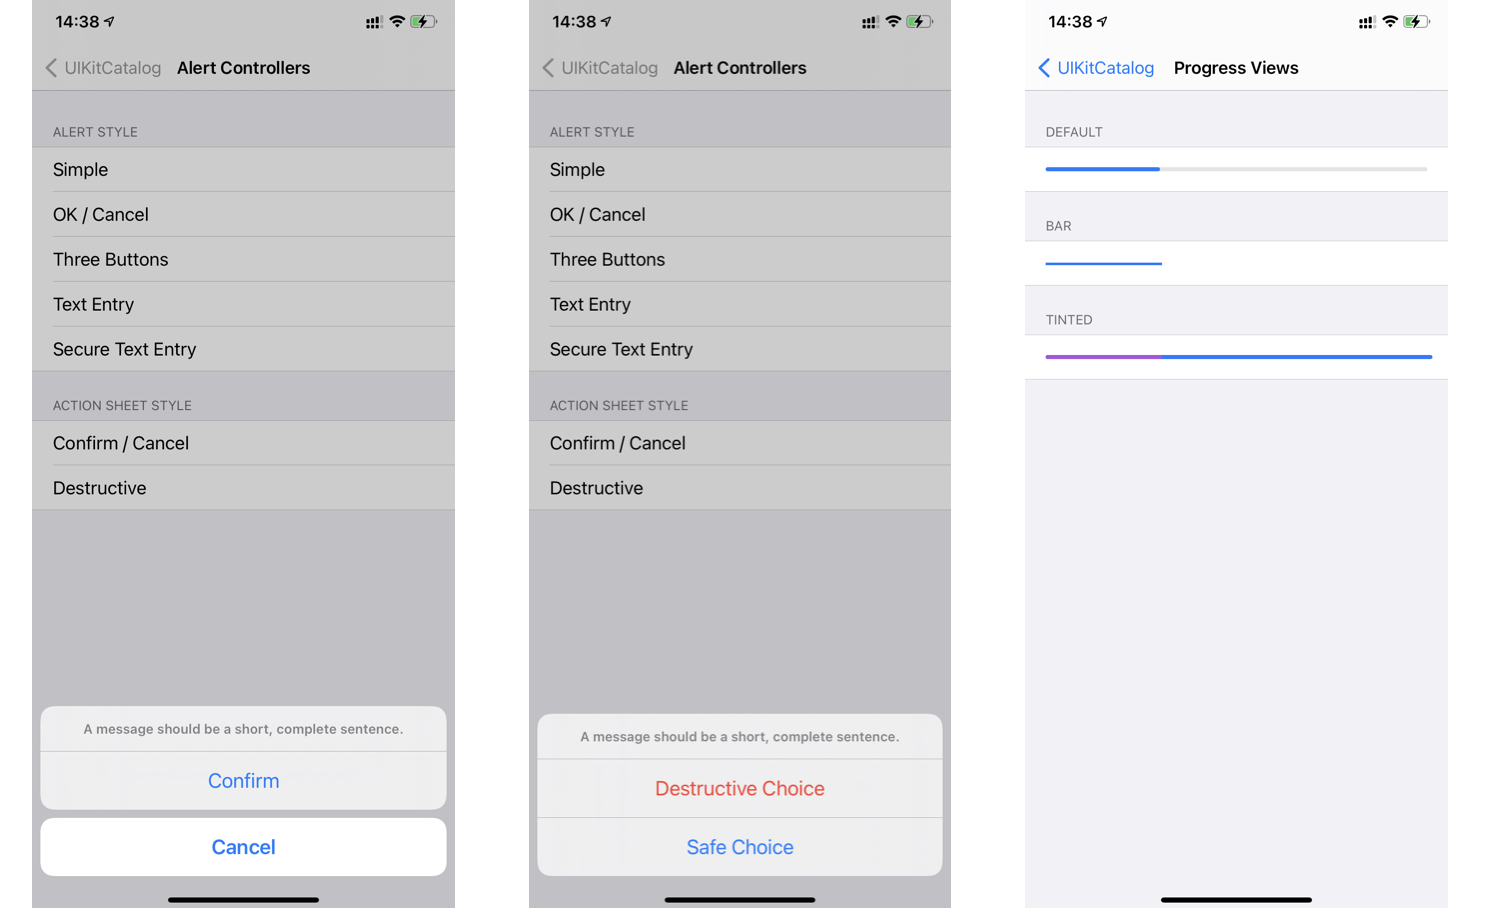 14:38
UIKitCatalog Alert Controllers
ALERT STYLE
Simple
OK / Cancel
Three Buttons
Text Entry
Secure Text Entry
ACTION SHEET STYLE
Confirm / Cancel
Destructive
A message should be a short, complete sentence.
Confirm
Cancel
14:38
UIKitCatalog Alert Controllers
ALERT STYLE
Simple
OK / Cancel
Three Buttons
Text Entry
Secure Text Entry
ACTION SHEET STYLE
Confirm / Cancel
Destructive
A message should be a short, complete sentence.
Destructive Choice
Safe Choice
14:38
UIKitCatalog Progress Views
DEFAULT
BAR
TINTED